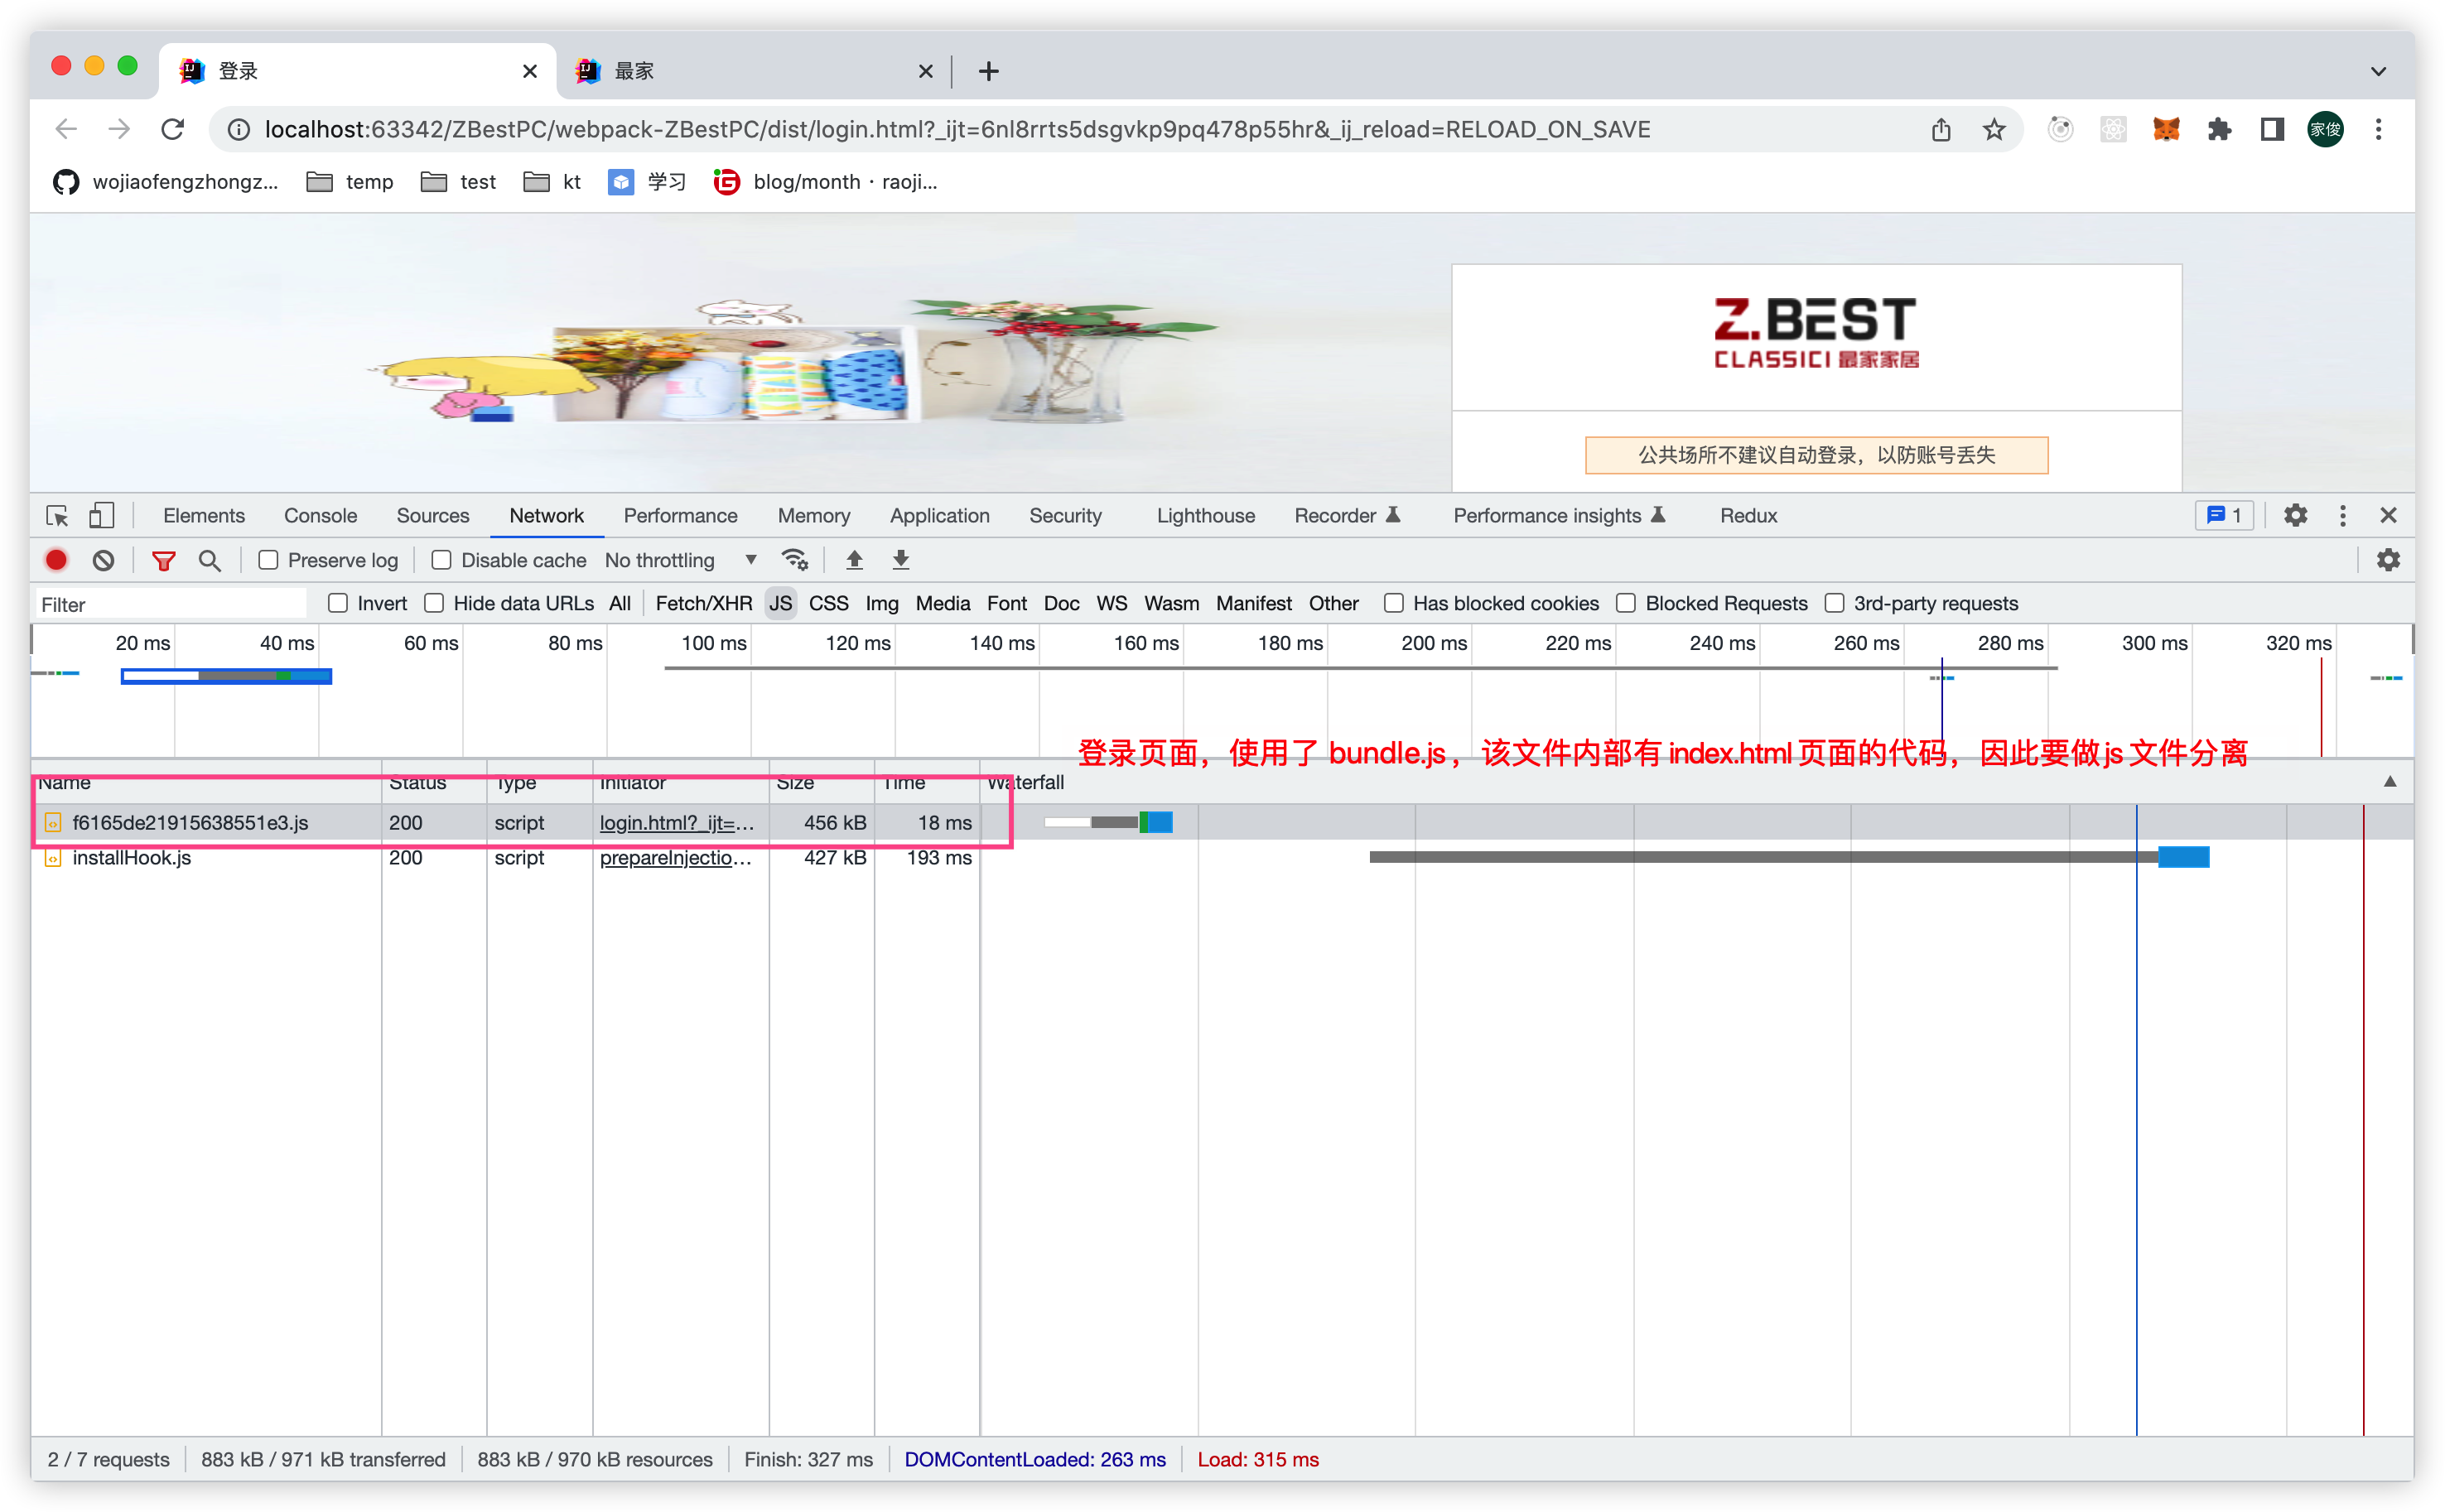 登录
最家
localhost:63342/ZBestPC/webpack-ZBestPC/dist/login.html?_ijt=6nl8rrts5dsgvkp9pq478p55hr&_ij_reload=RELOAD_ON_SAVE
家俊
wojiaofengzhongz... temp test kt 学习 blog/month · raoji...
Z.BEST
CLASSICI 最家家居
公共场所不建议自动登录，以防账号丢失
Elements Console Sources Network Performance Memory Application Security Lighthouse Recorder Performance insights Redux 1
Preserve log Disable cache No throttling
Filter Invert Hide data URLs All Fetch/XHR JS CSS Img Media Font Doc WS Wasm Manifest Other Has blocked cookies Blocked Requests 3rd-party requests
20 ms 40 ms 60 ms 80 ms 100 ms 120 ms 140 ms 160 ms 180 ms 200 ms 220 ms 240 ms 260 ms 280 ms 300 ms 320 ms
登录页面，使用了 bundle.js，该文件内部有 index.html 页面的代码，因此要做 js 文件分离
Name Status Type Initiator Size Time Waterfall
f6165de21915638551e3.js 200 script login.html?_ijt=... 456 kB 18 ms
installHook.js 200 script prepareInjectio... 427 kB 193 ms
2 / 7 requests 883 kB / 971 kB transferred 883 kB / 970 kB resources Finish: 327 ms DOMContentLoaded: 263 ms Load: 315 ms